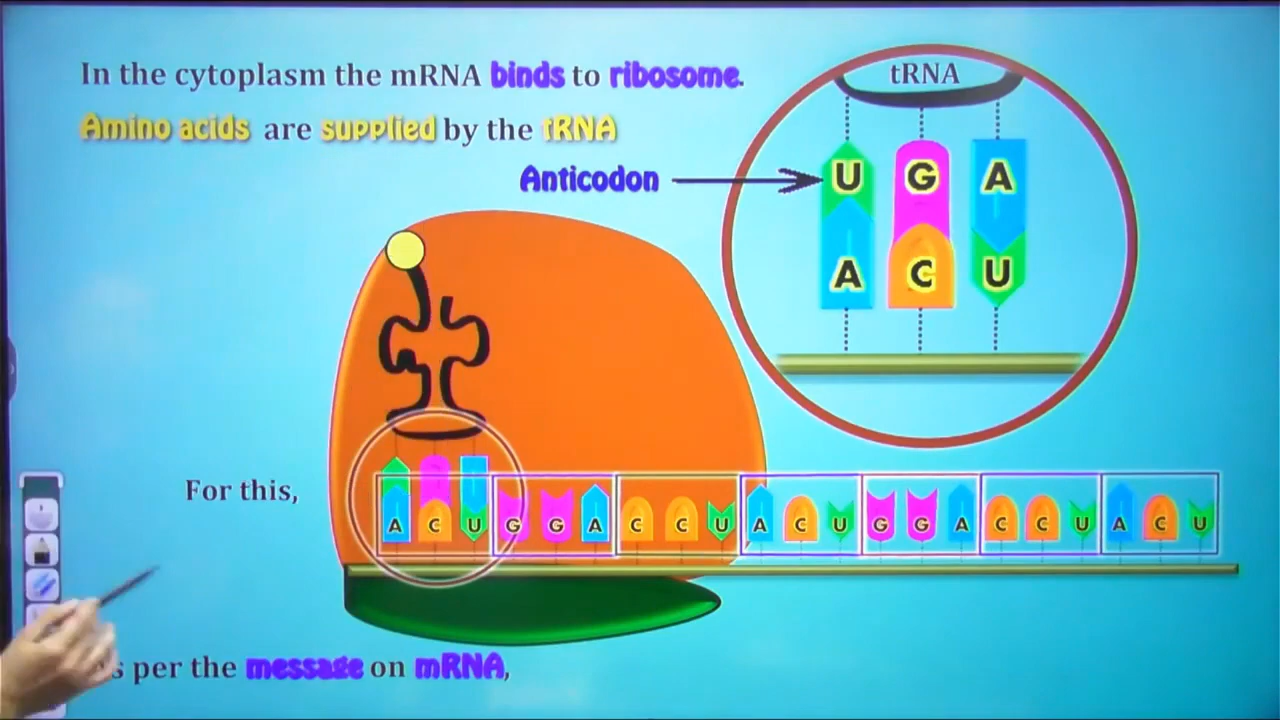 In the cytoplasm the mRNA binds to ribosome.
Amino acids are supplied by the tRNA
tRNA
Anticodon
U G A
A C U
For this,
A C U G G A C C U A C U G G A C C U A C U
s per the message on mRNA,